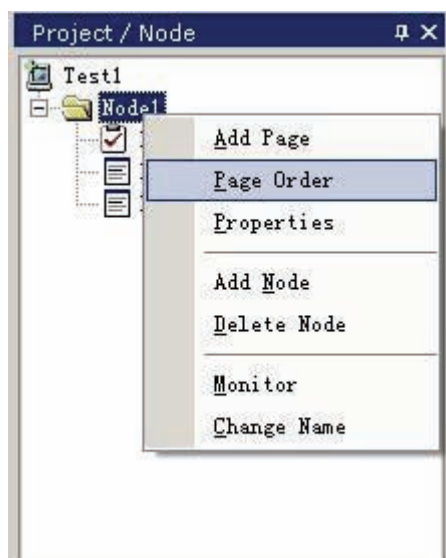 Project / Node
Test1
Node1
Add Page
Page Order
Properties
Add Node
Delete Node
Monitor
Change Name